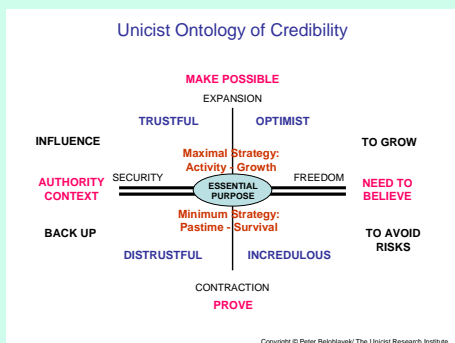 Unicist Ontology of Credibility
MAKE POSSIBLE
EXPANSION
TRUSTFUL
OPTIMIST
INFLUENCE
TO GROW
Maximal Strategy:
Activity - Growth
AUTHORITY
CONTEXT
SECURITY
ESSENTIAL
PURPOSE
FREEDOM
NEED TO
BELIEVE
Minimum Strategy:
Pastime - Survival
BACK UP
TO AVOID
RISKS
DISTRUSTFUL
INCREDULOUS
CONTRACTION
PROVE
Copyright © Peter Belohlavek/ The Unicist Research Institute